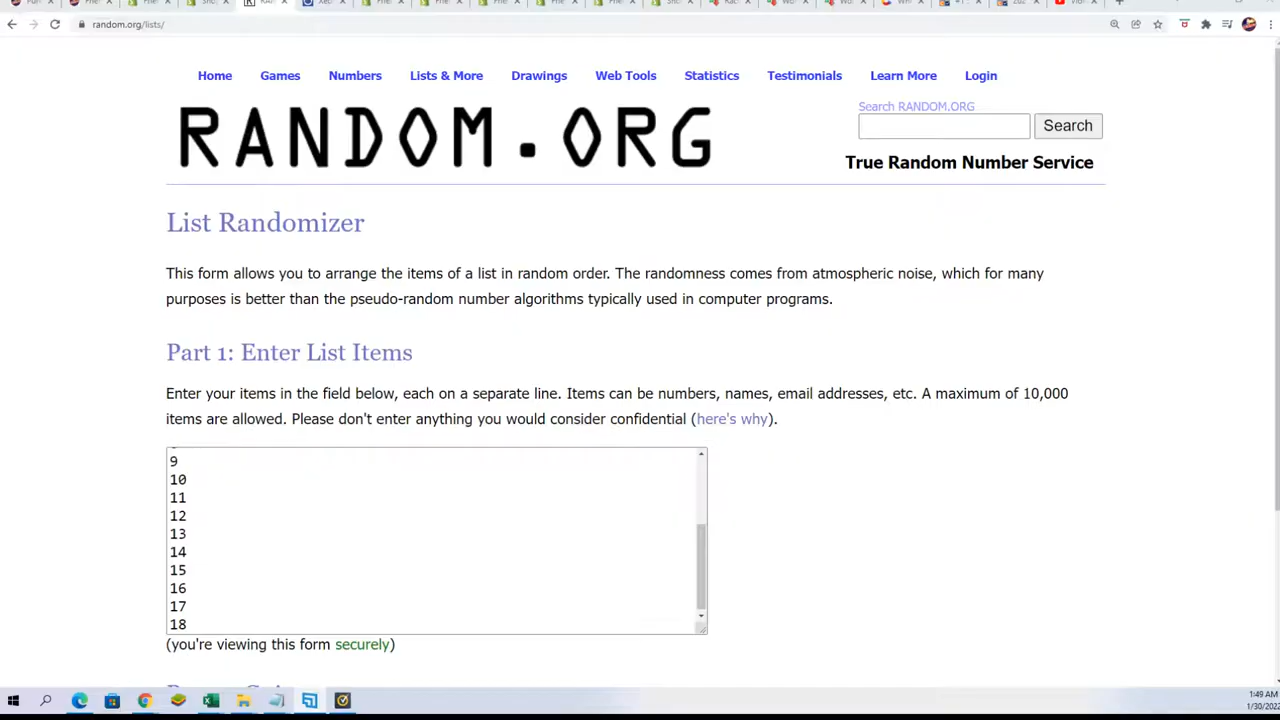 random.org/lists/
Home Games Numbers Lists & More Drawings Web Tools Statistics Testimonials Learn More Login
RANDOM.ORG
Search RANDOM.ORG
Search
True Random Number Service
List Randomizer
This form allows you to arrange the items of a list in random order. The randomness comes from atmospheric noise, which for many
purposes is better than the pseudo-random number algorithms typically used in computer programs.
Part 1: Enter List Items
Enter your items in the field below, each on a separate line. Items can be numbers, names, email addresses, etc. A maximum of 10,000
items are allowed. Please don't enter anything you would consider confidential (here's why).
9
10
11
12
13
14
15
16
17
18
(you're viewing this form securely)
1:49 AM